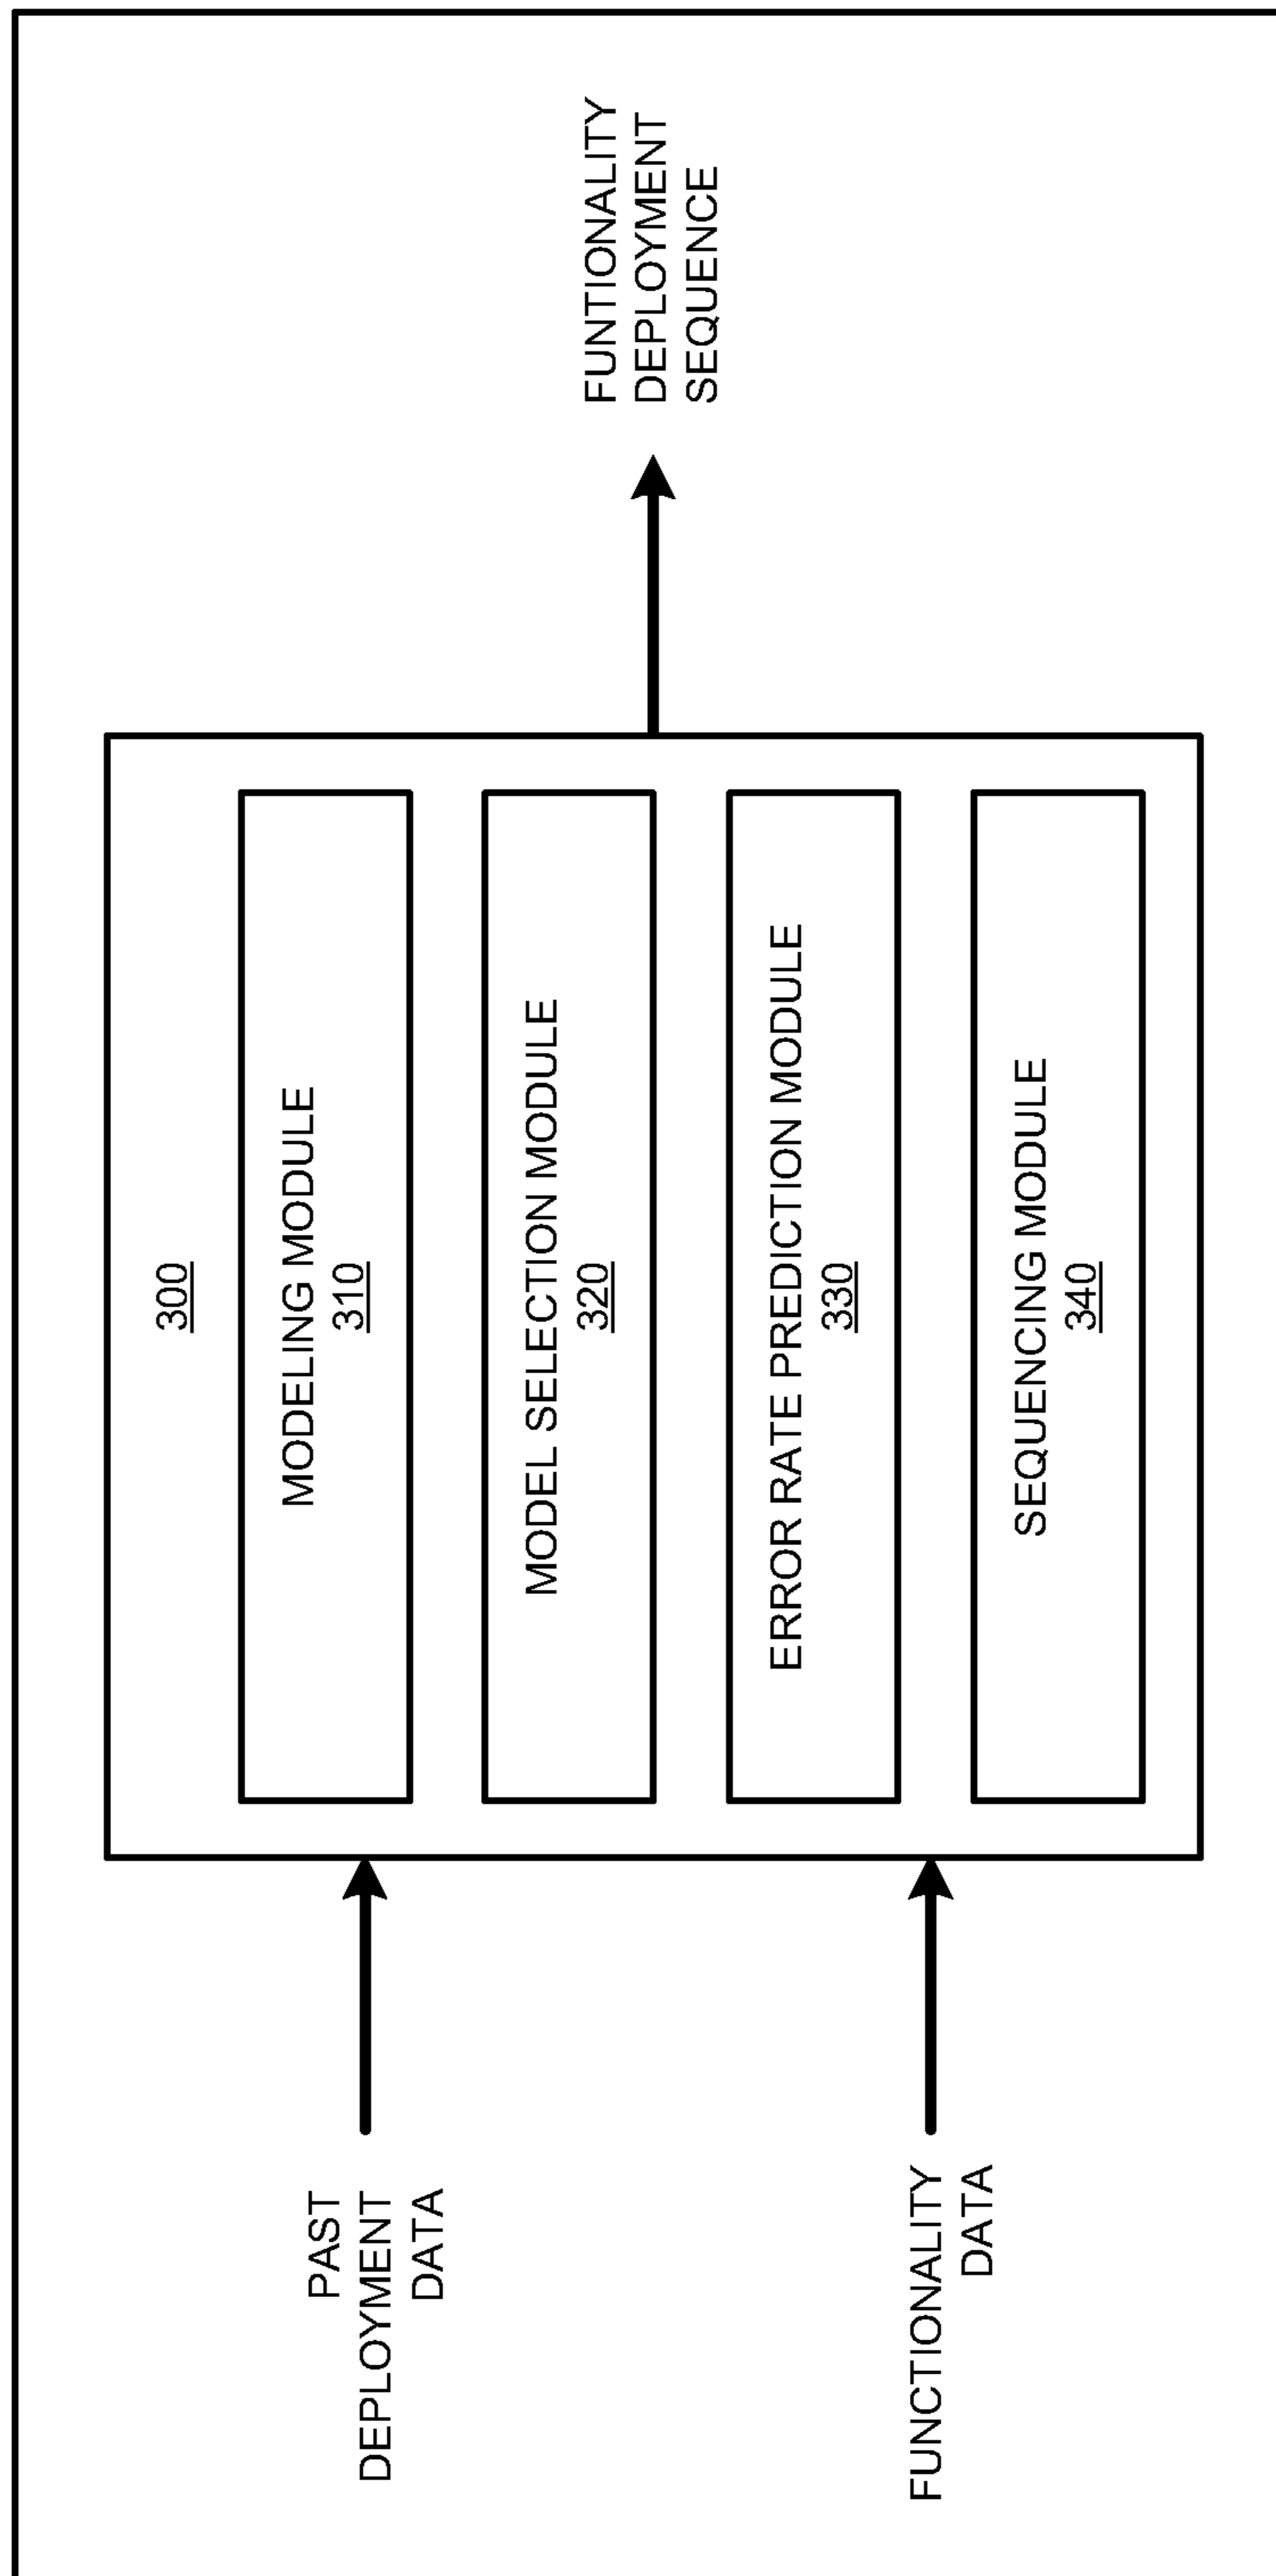 PAST
DEPLOYMENT
DATA
FUNCTIONALITY
DATA
300
MODELING MODULE
310
MODEL SELECTION MODULE
320
ERROR RATE PREDICTION MODULE
330
SEQUENCING MODULE
340
FUNTIONALITY
DEPLOYMENT
SEQUENCE